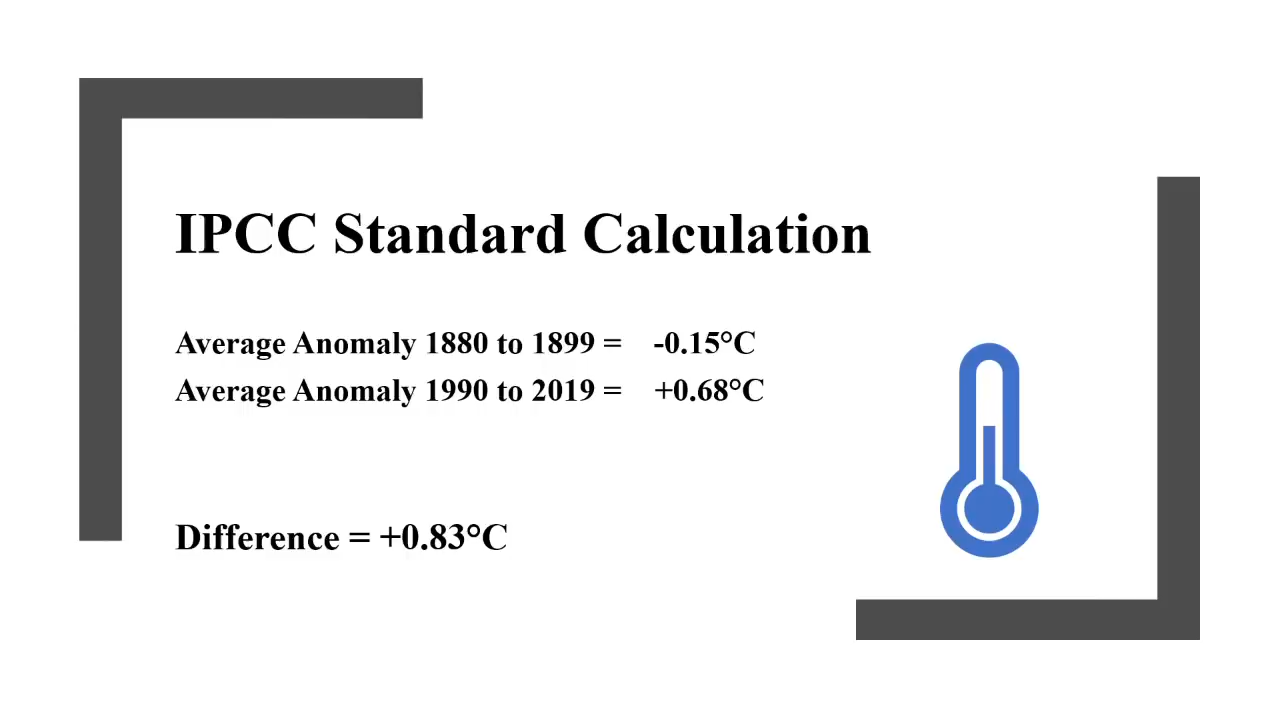 IPCC Standard Calculation
Average Anomaly 1880 to 1899 = -0.15°C
Average Anomaly 1990 to 2019 = +0.68°C
Difference = +0.83°C